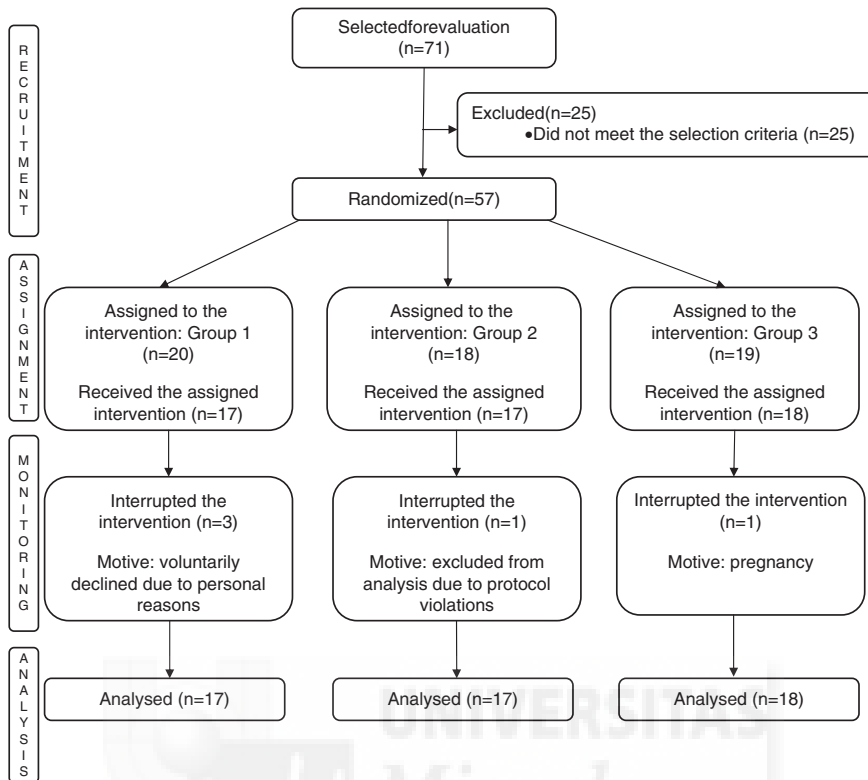 RECRUITMENT
Selectedforevaluation
(n=71)
Excluded(n=25)
•Did not meet the selection criteria (n=25)
Randomized(n=57)
ASSIGNMENT
Assigned to the
intervention: Group 1
(n=20)
Received the assigned
intervention (n=17)
Assigned to the
intervention: Group 2
(n=18)
Received the assigned
intervention (n=17)
Assigned to the
intervention: Group 3
(n=19)
Received the assigned
intervention (n=18)
MONITORING
Interrupted the
intervention (n=3)
Motive: voluntarily
declined due to personal
reasons
Interrupted the
intervention (n=1)
Motive: excluded from
analysis due to protocol
violations
Interrupted the intervention
(n=1)
Motive: pregnancy
ANALYSIS
Analysed (n=17)
Analysed (n=17)
Analysed (n=18)
UNIVERSITAS